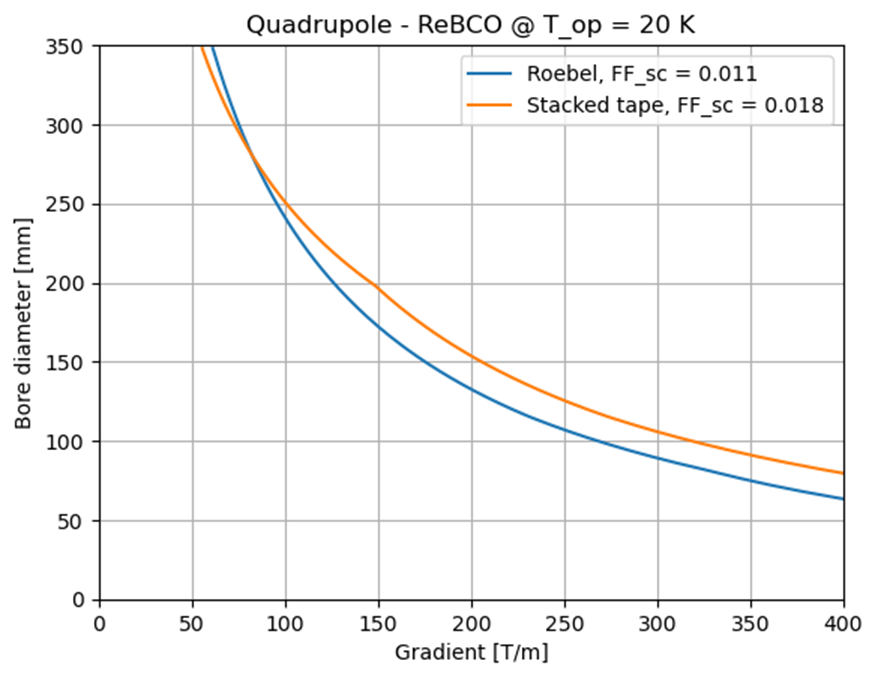 Quadrupole - ReBCO @ T_op = 20 K
Roebel, FF_sc = 0.011
Stacked tape, FF_sc = 0.018
Bore diameter [mm]
350
300
250
200
150
100
50
0
0 50 100 150 200 250 300 350 400
Gradient [T/m]